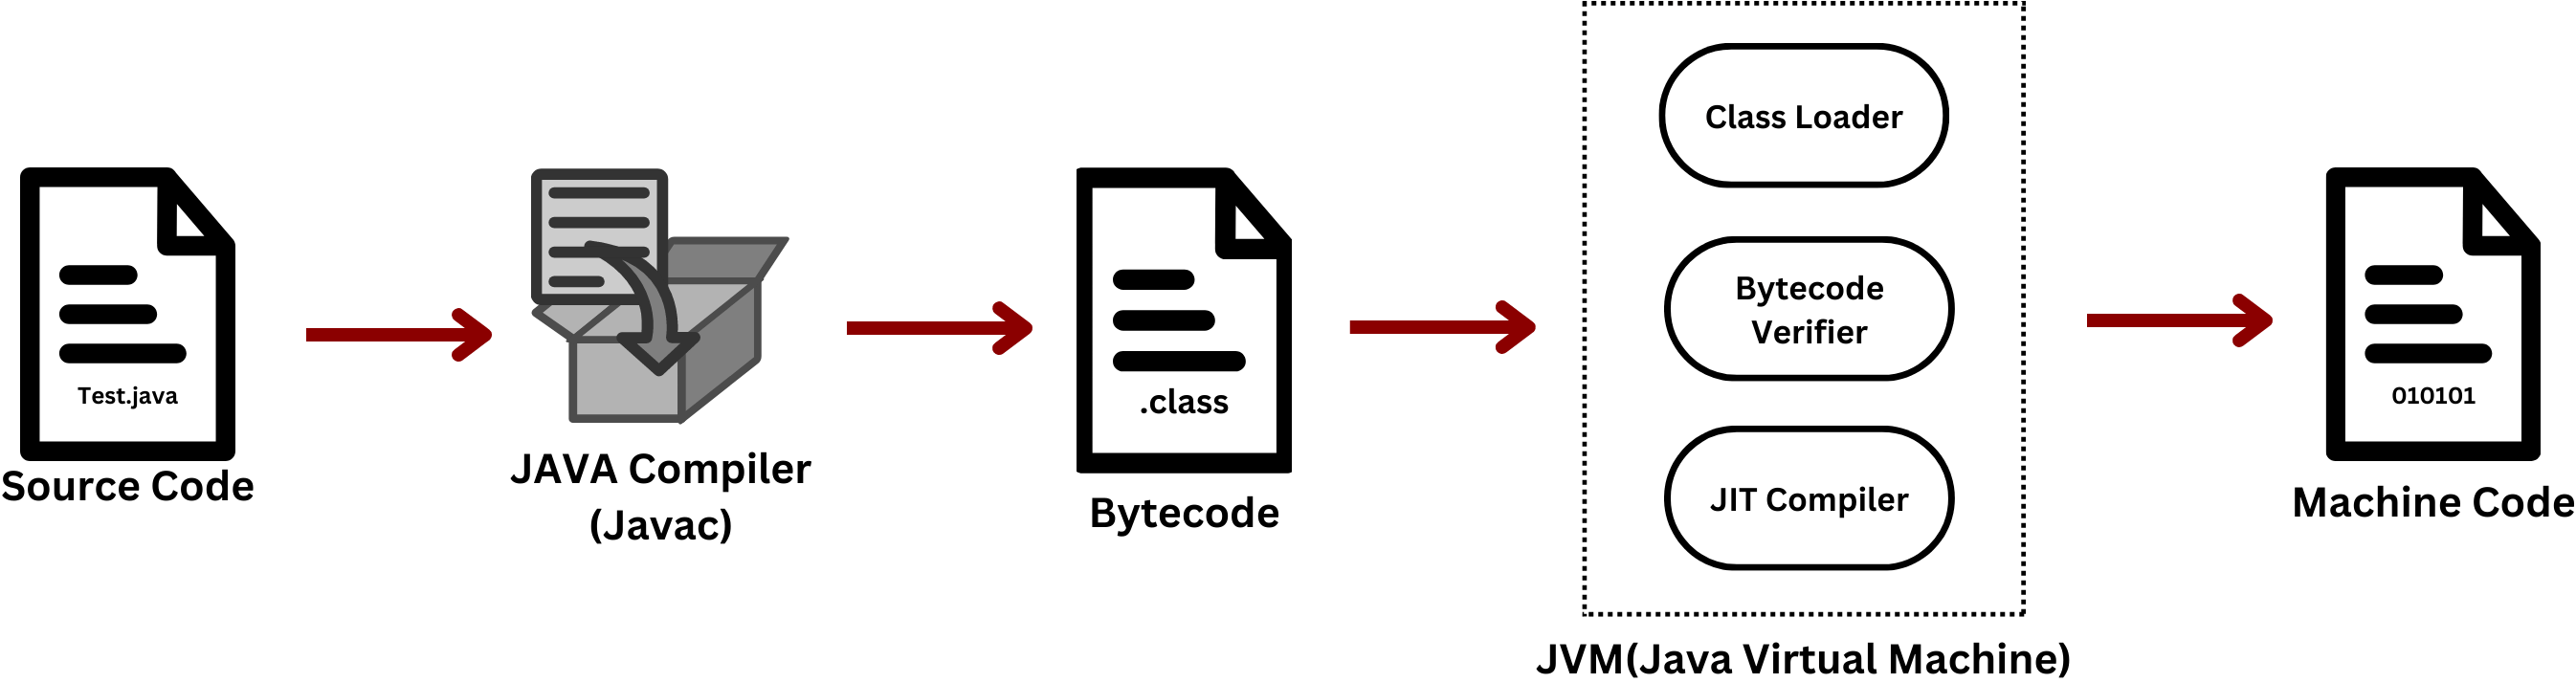 Test.java
Source Code
JAVA Compiler
(Javac)
.class
Bytecode
Class Loader
Bytecode
Verifier
JIT Compiler
JVM(Java Virtual Machine)
010101
Machine Code